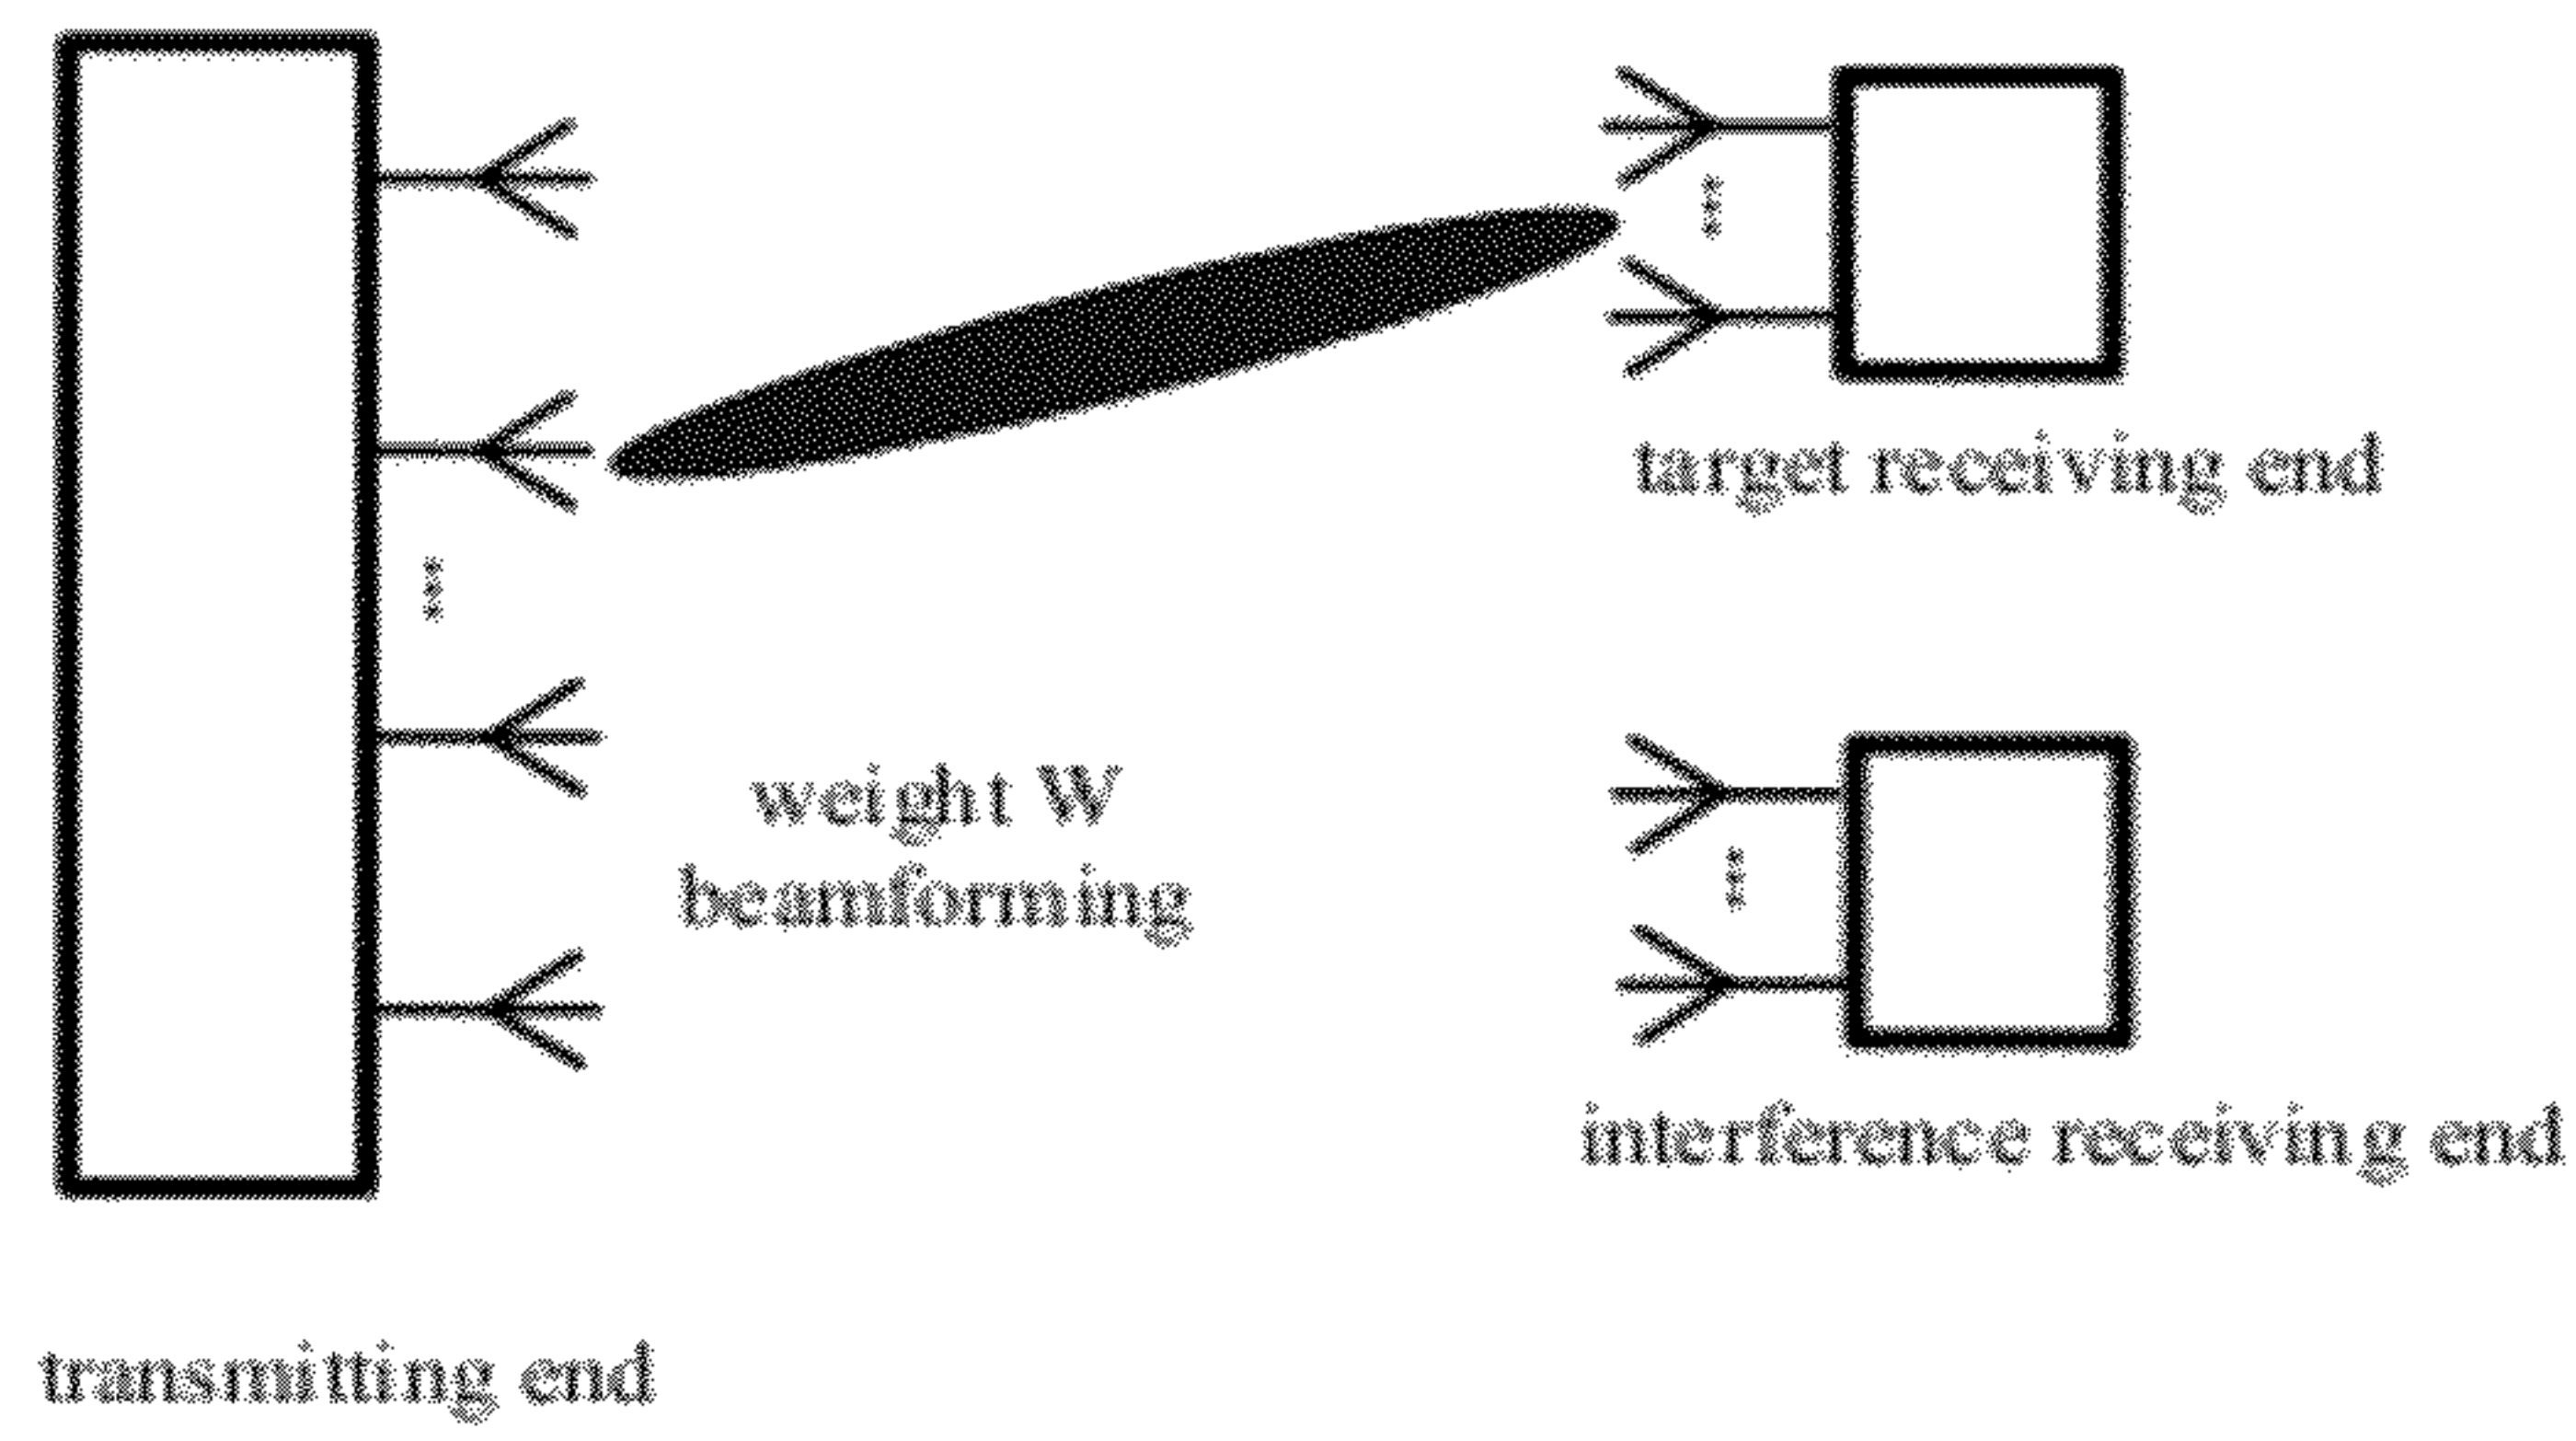 target receiving end
weight W
beamforming
interference receiving end
transmitting end